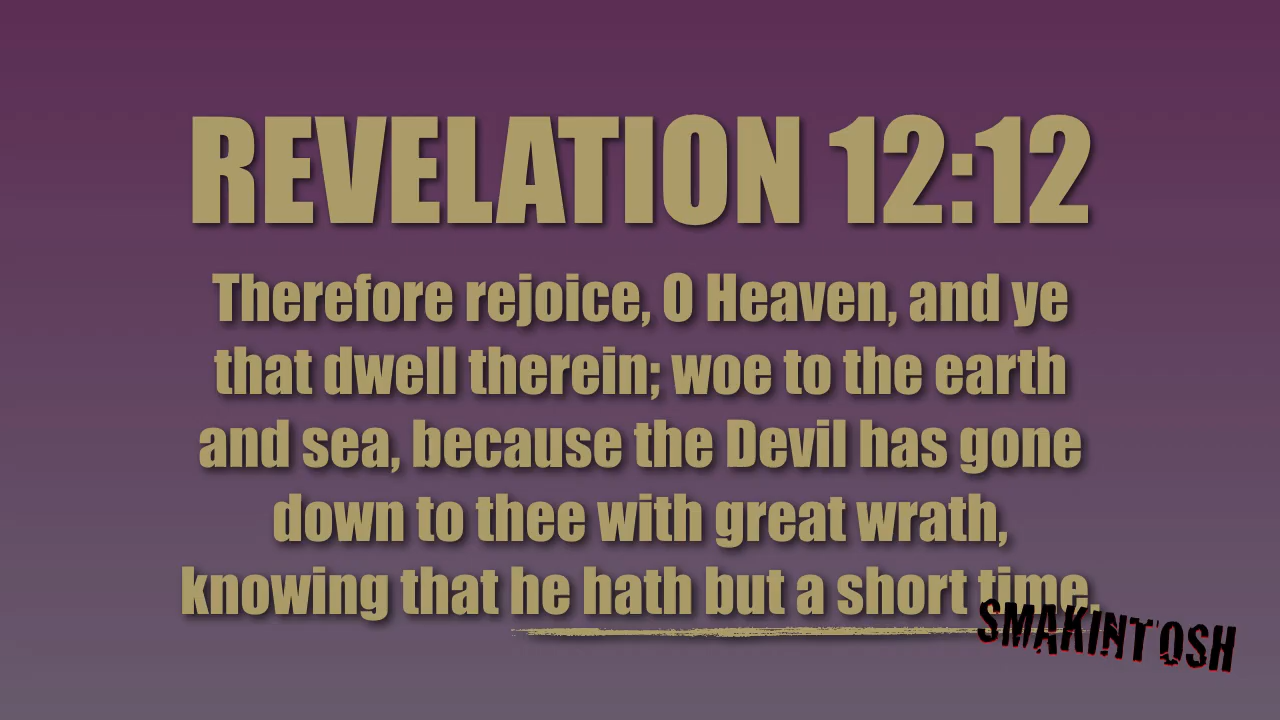 REVELATION 12:12
Therefore rejoice, O Heaven, and ye
that dwell therein; woe to the earth
and sea, because the Devil has gone
down to thee with great wrath,
knowing that he hath but a short time.
SMAKINTOSH